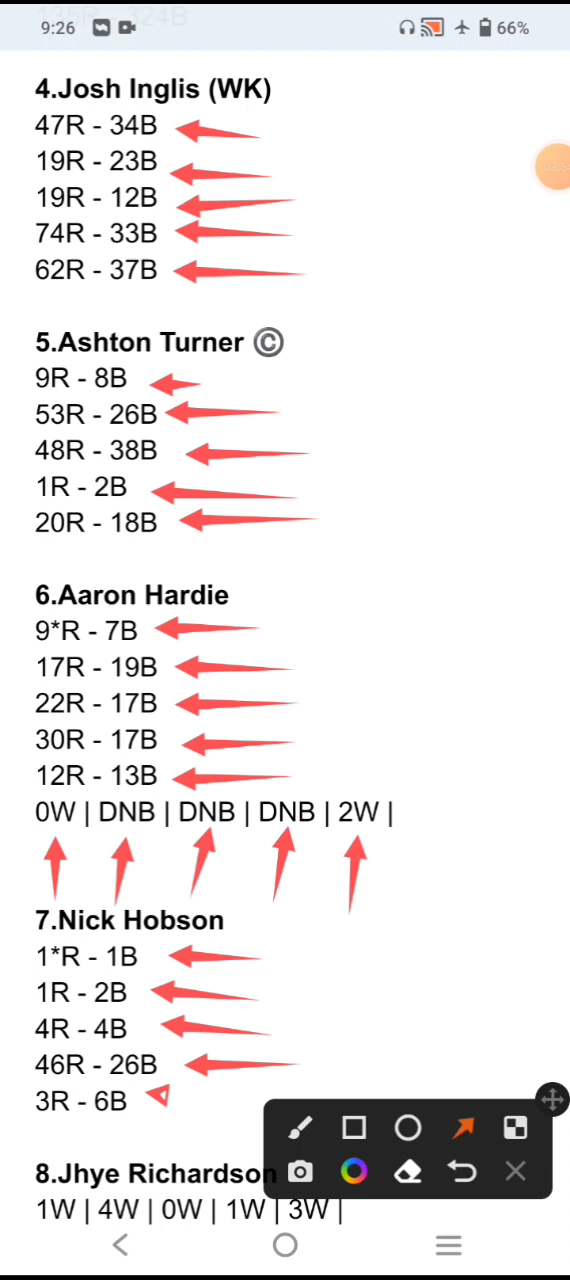 135R - 324B
9:26
66%
4.Josh Inglis (WK)
47R - 34B
19R - 23B
19R - 12B
74R - 33B
62R - 37B
5.Ashton Turner ©
9R - 8B
53R - 26B
48R - 38B
1R - 2B
20R - 18B
6.Aaron Hardie
9*R - 7B
17R - 19B
22R - 17B
30R - 17B
12R - 13B
0W | DNB | DNB | DNB | 2W |
7.Nick Hobson
1*R - 1B
1R - 2B
4R - 4B
46R - 26B
3R - 6B
8.Jhye Richardson
1W | 4W | 0W | 1W | 3W |